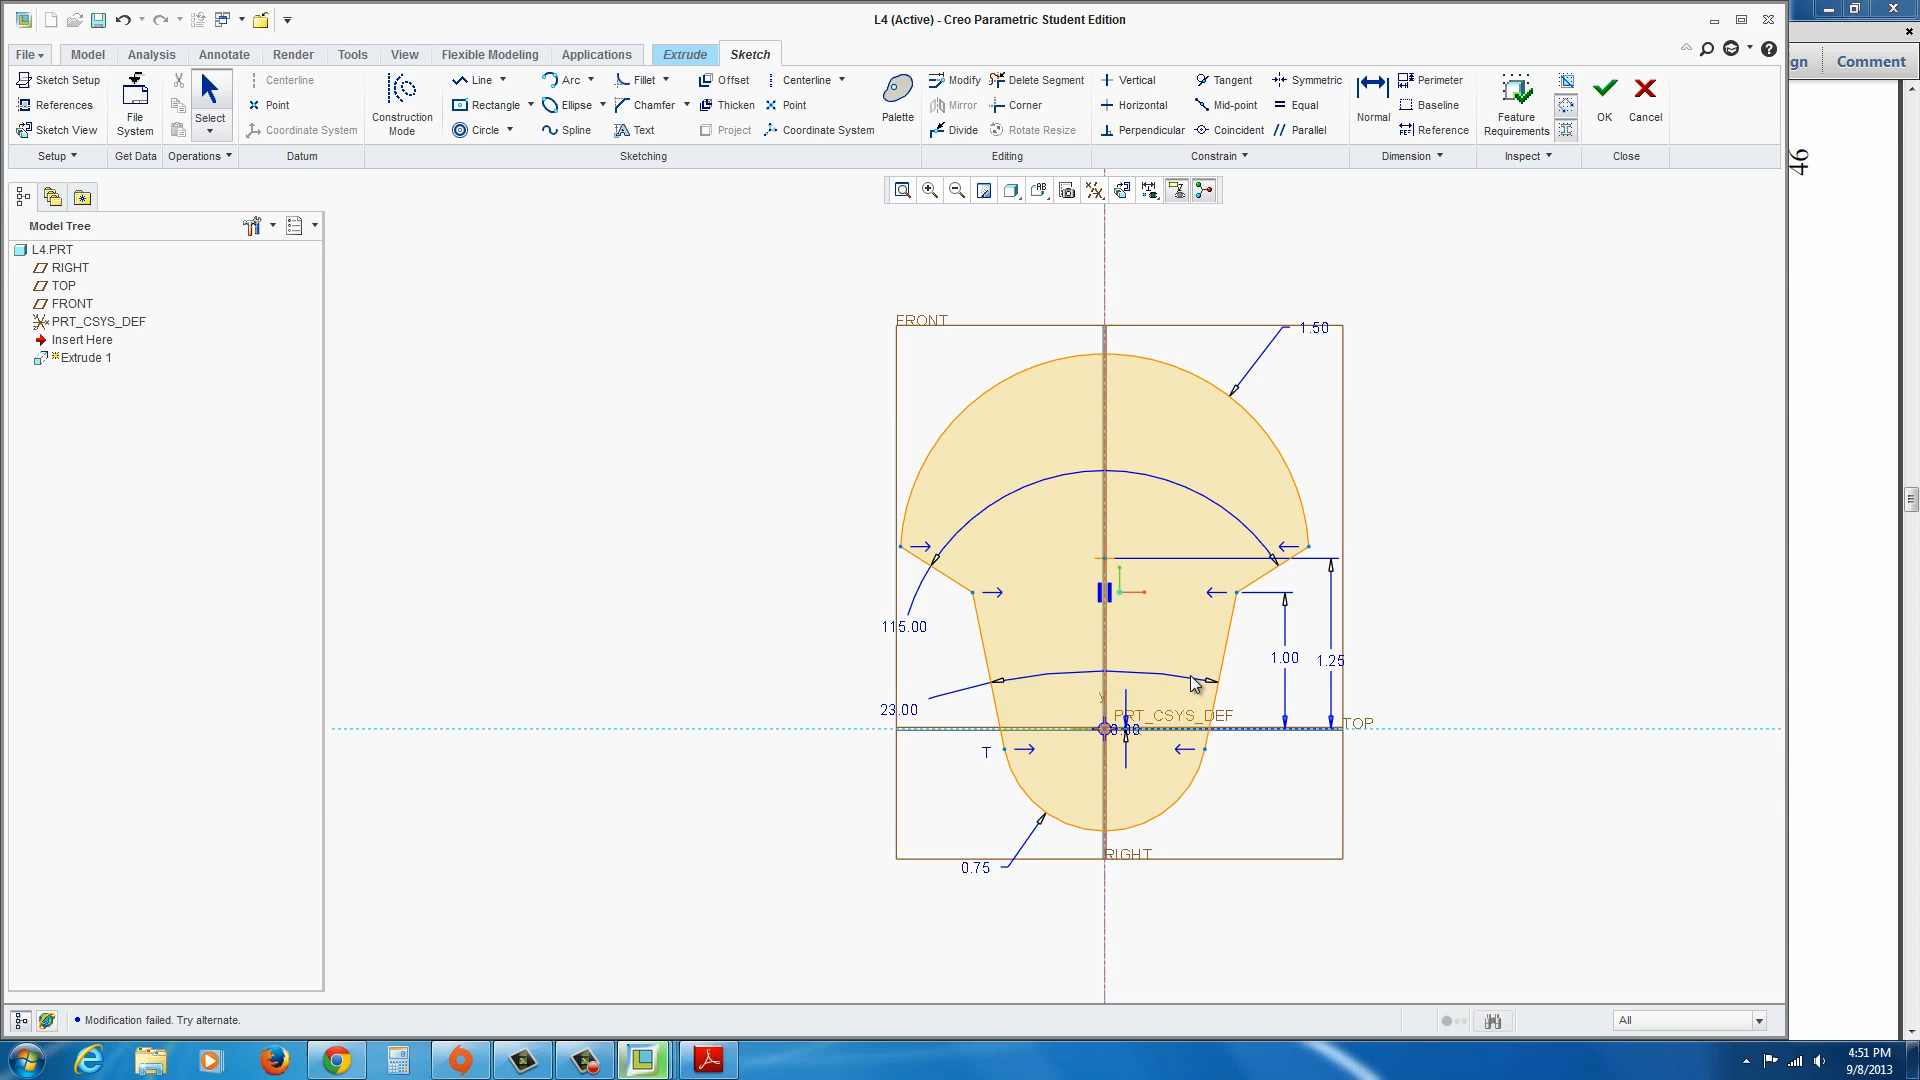 L4 (Active) - Creo Parametric Student Edition
File Model Analysis Annotate Render Tools View Flexible Modeling Applications Extrude Sketch
gn Comment
Sketch Setup Centerline Line Arc Fillet Offset Centerline Modify Delete Segment Vertical Tangent Symmetric Perimeter
References Point Rectangle Ellipse Chamfer Thicken Point Mirror Corner Horizontal Mid-point Equal Baseline
Sketch View Coordinate System Circle Spline Text Project Coordinate System Divide Rotate Resize Perpendicular Coincident Parallel Reference
File System Select Construction Mode Palette Normal Feature Requirements OK Cancel
Setup Get Data Operations Datum Sketching Editing Constrain Dimension Inspect Close
46
Model Tree
L4.PRT
RIGHT
TOP
FRONT
PRT_CSYS_DEF
Insert Here
Extrude 1
FRONT
1.50
115.00
1.00
1.25
23.00
y
PRT_CSYS_DEF
TOP
0.00
T
RIGHT
0.75
Modification failed. Try alternate.
All
4:51 PM
9/8/2013